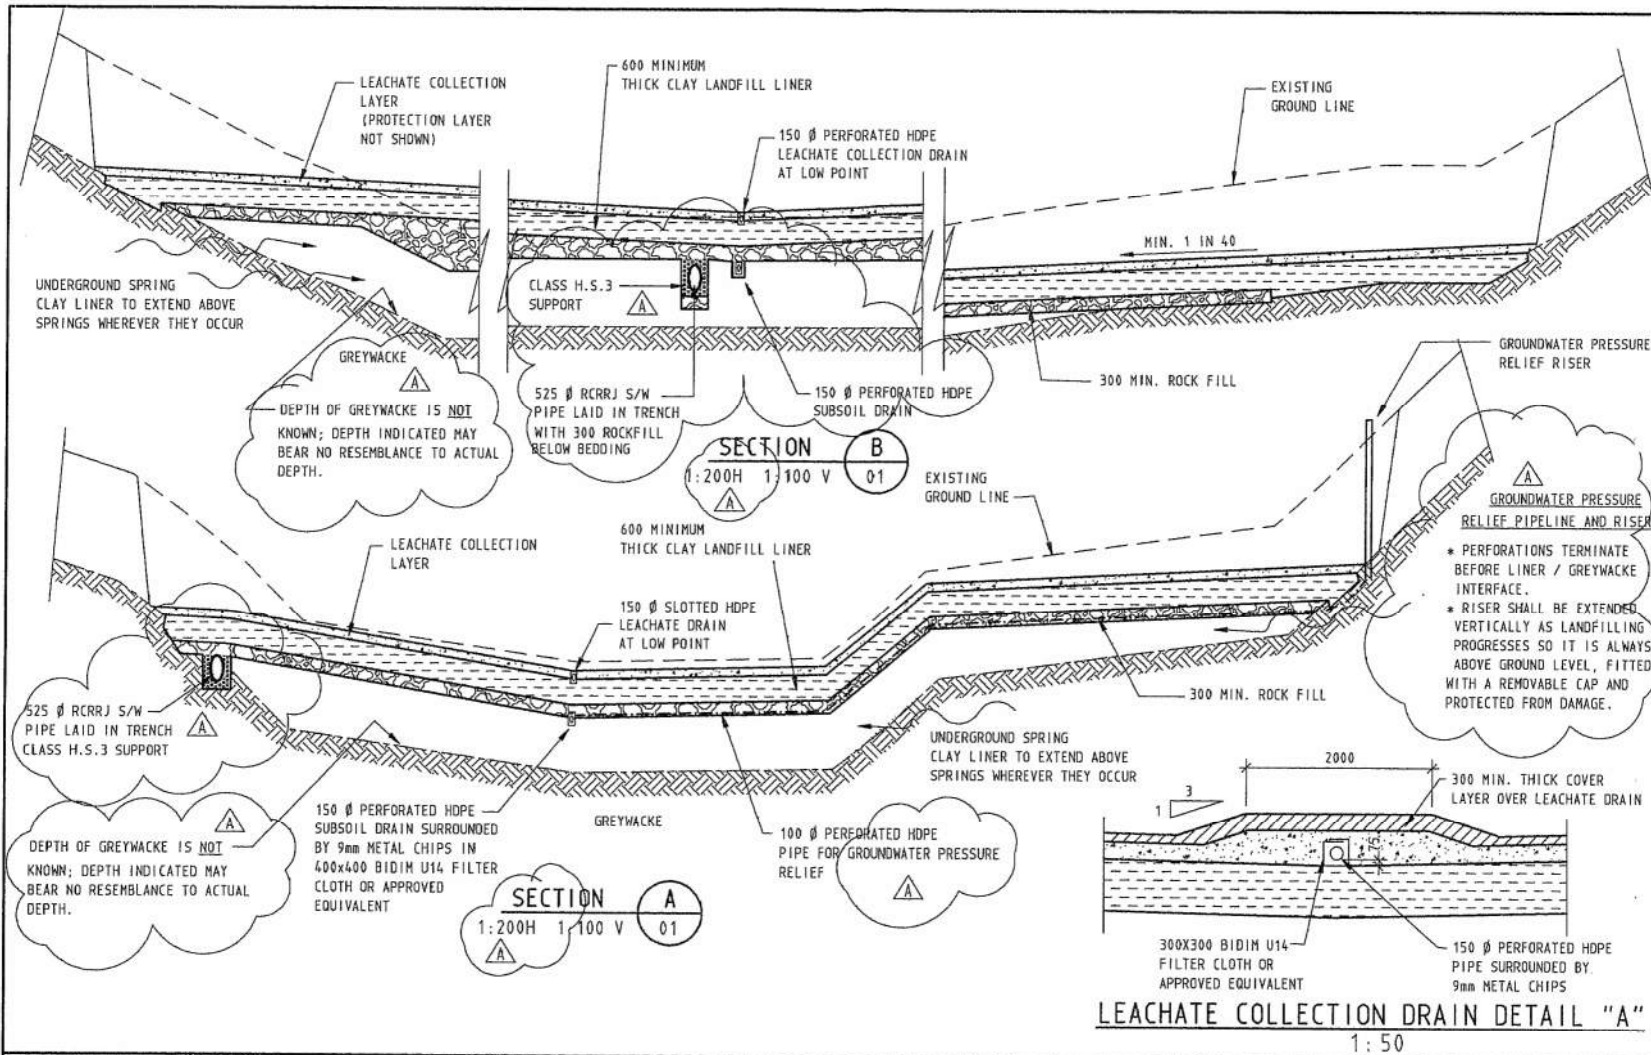 LEACHATE COLLECTION
LAYER
(PROTECTION LAYER
NOT SHOWN)
600 MINIMUM
THICK CLAY LANDFILL LINER
150 Ø PERFORATED HDPE
LEACHATE COLLECTION DRAIN
AT LOW POINT
EXISTING
GROUND LINE
MIN. 1 IN 40
UNDERGROUND SPRING
CLAY LINER TO EXTEND ABOVE
SPRINGS WHEREVER THEY OCCUR
CLASS H.S.3
SUPPORT
A
GREYWACKE
A
DEPTH OF GREYWACKE IS NOT
KNOWN; DEPTH INDICATED MAY
BEAR NO RESEMBLANCE TO ACTUAL
DEPTH.
525 Ø RCRRJ S/W
PIPE LAID IN TRENCH
WITH 300 ROCKFILL
BELOW BEDDING
150 Ø PERFORATED HDPE
SUBSOIL DRAIN
300 MIN. ROCK FILL
GROUNDWATER PRESSURE
RELIEF RISER
SECTION B
1:200H 1:100 V 01
A
EXISTING
GROUND LINE
A
GROUNDWATER PRESSURE
RELIEF PIPELINE AND RISER
* PERFORATIONS TERMINATE
BEFORE LINER / GREYWACKE
INTERFACE.
* RISER SHALL BE EXTENDED
VERTICALLY AS LANDFILLING
PROGRESSES SO IT IS ALWAYS
ABOVE GROUND LEVEL, FITTED
WITH A REMOVABLE CAP AND
PROTECTED FROM DAMAGE.
LEACHATE COLLECTION
LAYER
600 MINIMUM
THICK CLAY LANDFILL LINER
150 Ø SLOTTED HDPE
LEACHATE DRAIN
AT LOW POINT
300 MIN. ROCK FILL
525 Ø RCRRJ S/W
PIPE LAID IN TRENCH
CLASS H.S.3 SUPPORT
A
UNDERGROUND SPRING
CLAY LINER TO EXTEND ABOVE
SPRINGS WHEREVER THEY OCCUR
A
DEPTH OF GREYWACKE IS NOT
KNOWN; DEPTH INDICATED MAY
BEAR NO RESEMBLANCE TO ACTUAL
DEPTH.
150 Ø PERFORATED HDPE
SUBSOIL DRAIN SURROUNDED
BY 9mm METAL CHIPS IN
400x400 BIDIM U14 FILTER
CLOTH OR APPROVED
EQUIVALENT
GREYWACKE
100 Ø PERFORATED HDPE
PIPE FOR GROUNDWATER PRESSURE
RELIEF
A
SECTION A
1:200H 1:100 V 01
A
2000
3
1
300 MIN. THICK COVER
LAYER OVER LEACHATE DRAIN
75
300X300 BIDIM U14
FILTER CLOTH OR
APPROVED EQUIVALENT
150 Ø PERFORATED HDPE
PIPE SURROUNDED BY
9mm METAL CHIPS
LEACHATE COLLECTION DRAIN DETAIL "A"
1:50